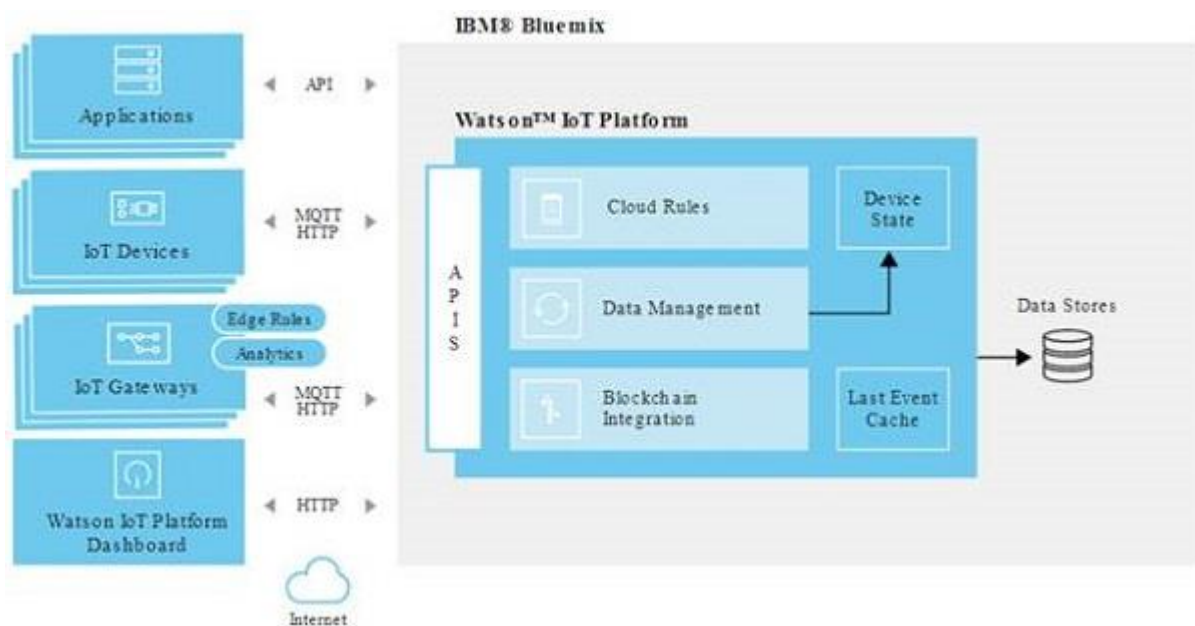 IBM® Bluemix
Applications
API
Watson™ IoT Platform
IoT Devices
MQTT
HTTP
Edge Rules
Analytics
IoT Gateways
MQTT
HTTP
Watson IoT Platform
Dashboard
HTTP
Internet
A
P
I
S
Cloud Rules
Data Management
Blockchain
Integration
Device
State
Last Event
Cache
Data Stores